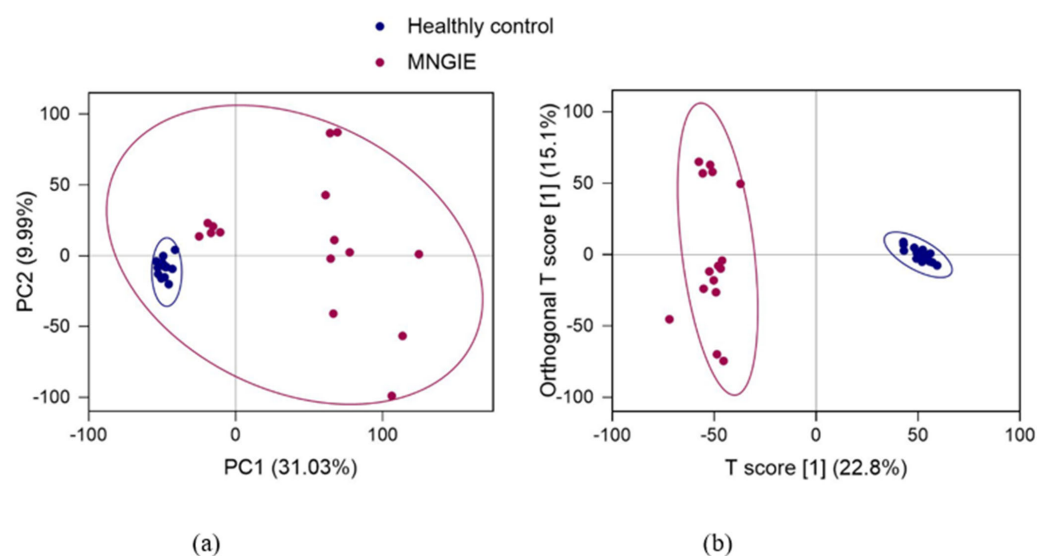 Healthly control
MNGIE
100
50
0
-50
-100
PC2 (9.99%)
-100
0
100
PC1 (31.03%)
(a)
100
50
0
-50
-100
Orthogonal T score [1] (15.1%)
-100
-50
0
50
100
T score [1] (22.8%)
(b)